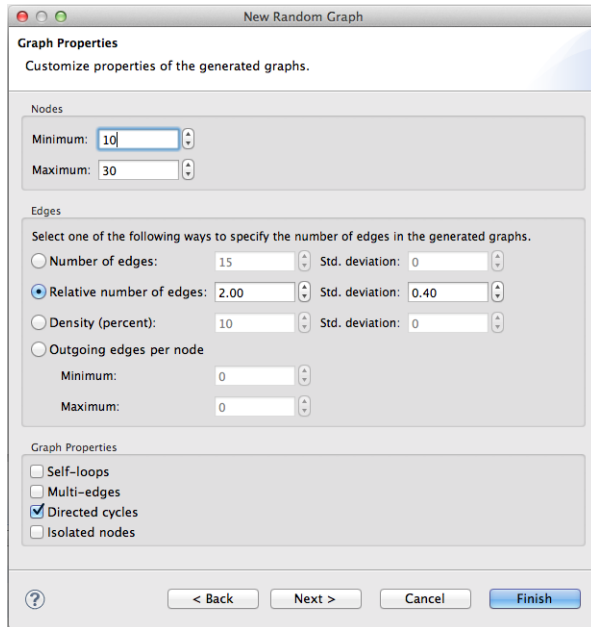 New Random Graph
Graph Properties
Customize properties of the generated graphs.
Nodes
Minimum: 10
Maximum: 30
Edges
Select one of the following ways to specify the number of edges in the generated graphs.
Number of edges: 15 Std. deviation: 0
Relative number of edges: 2.00 Std. deviation: 0.40
Density (percent): 10 Std. deviation: 0
Outgoing edges per node
Minimum: 0
Maximum: 0
Graph Properties
Self-loops
Multi-edges
Directed cycles
Isolated nodes
? < Back Next > Cancel Finish